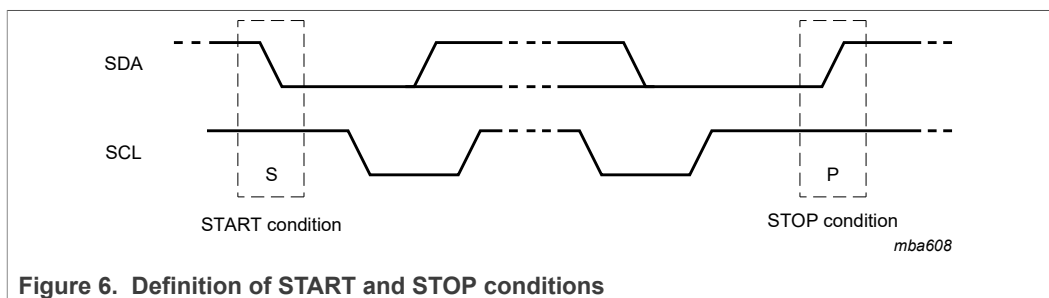 SDA
SCL
S
P
START condition
STOP condition
mba608
Figure 6. Definition of START and STOP conditions